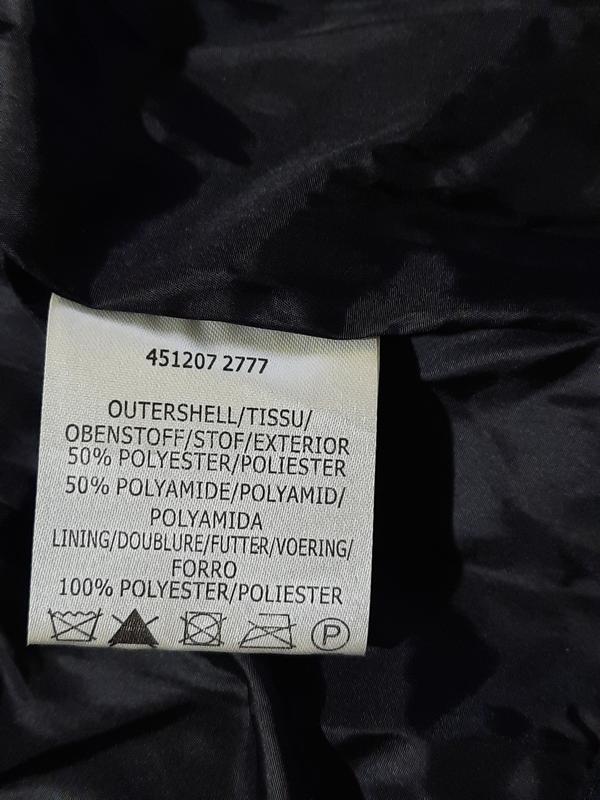 451207 2777
OUTERSHELL/TISSU/
OBENSTOFF/STOF/EXTERIOR
50% POLYESTER/POLIESTER
50% POLYAMIDE/POLYAMID/
POLYAMIDA
LINING/DOUBLURE/FUTTER/VOERING/
FORRO
100% POLYESTER/POLIESTER
P